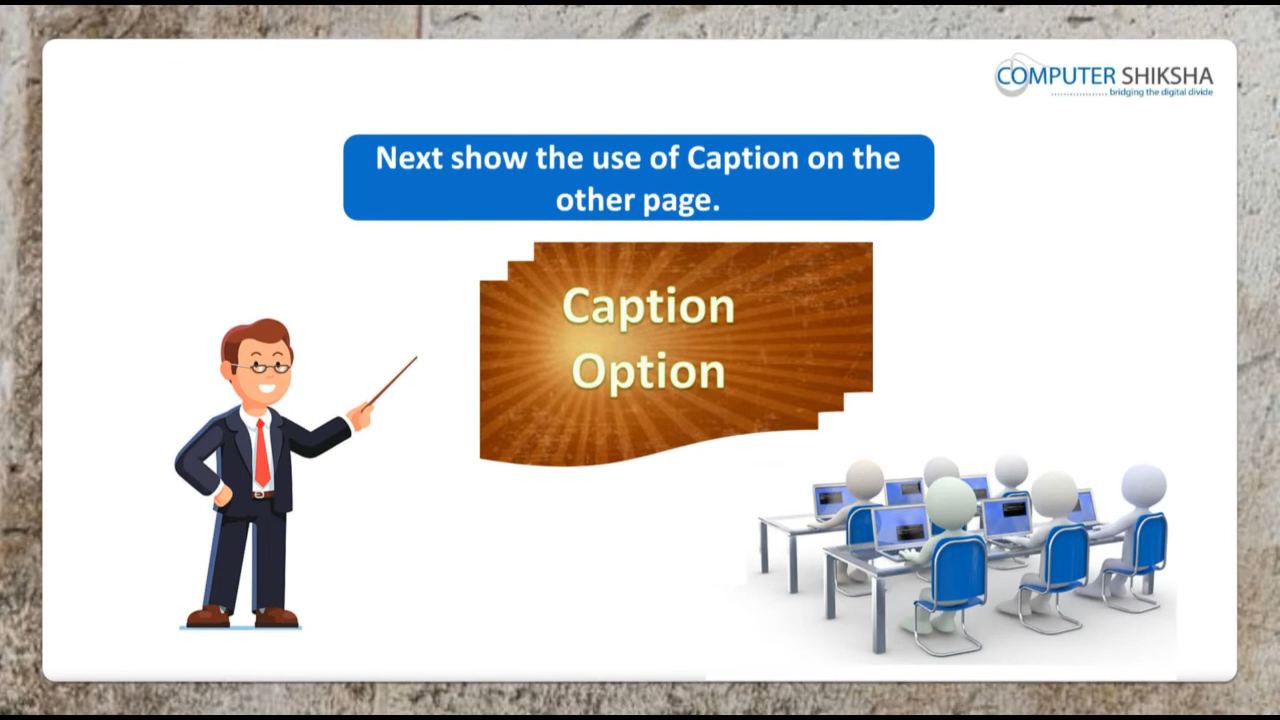 COMPUTER SHIKSHA
bridging the digital divide
Next show the use of Caption on the
other page.
Caption
Option